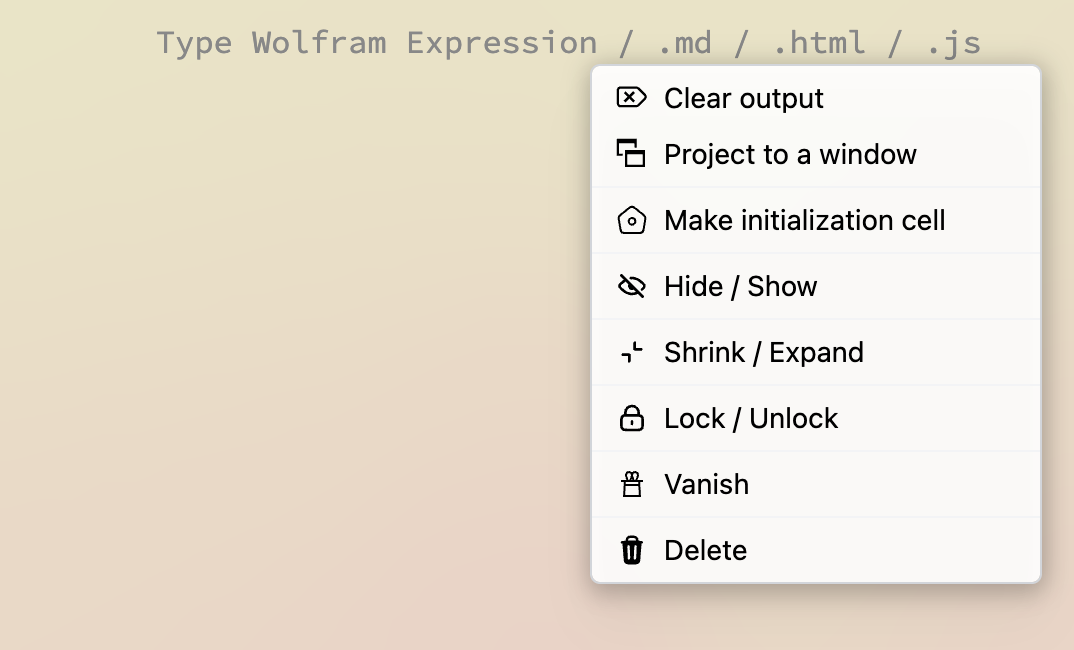 Type Wolfram Expression / .md / .html / .js
Clear output
Project to a window
Make initialization cell
Hide / Show
Shrink / Expand
Lock / Unlock
Vanish
Delete